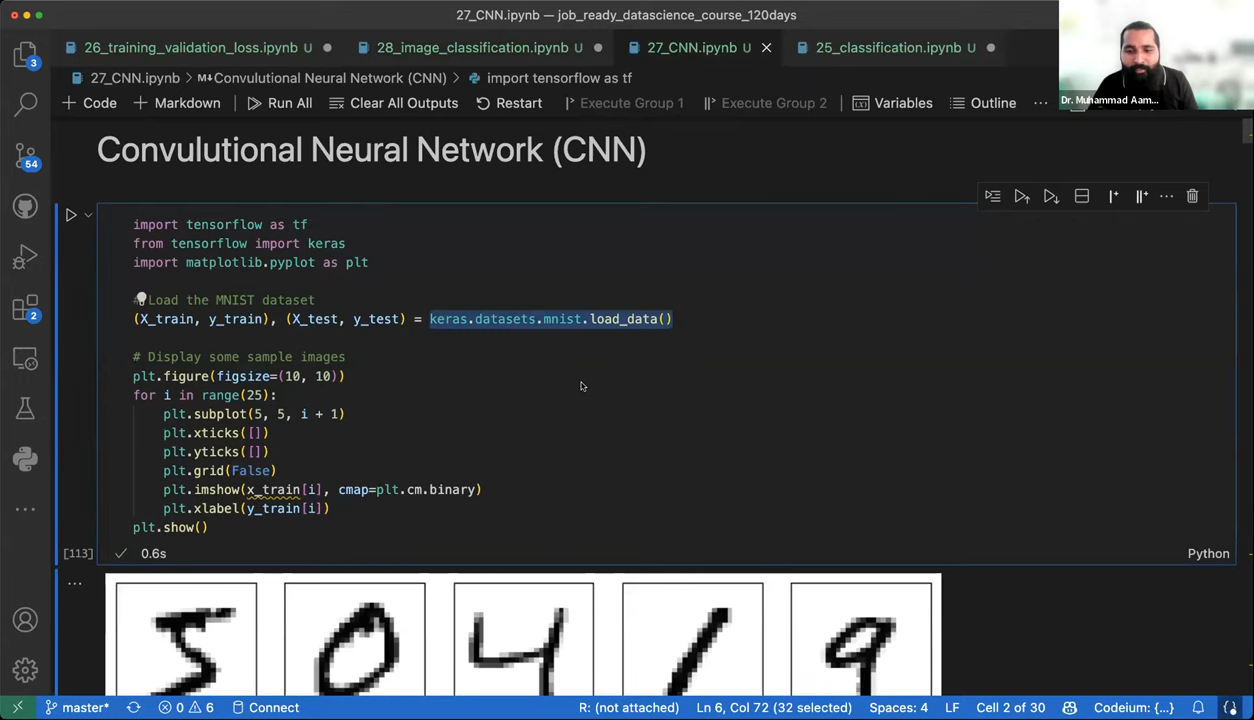 27_CNN.ipynb — job_ready_datascience_course_120days
26_training_validation_loss.ipynb U
28_image_classification.ipynb U
27_CNN.ipynb U
25_classification.ipynb U
27_CNN.ipynb > M↓Convulutional Neural Network (CNN) > import tensorflow as tf
Dr. Muhammad Aam...
+ Code + Markdown Run All Clear All Outputs Restart Execute Group 1 Execute Group 2 Variables Outline ...
3
54
2
Convulutional Neural Network (CNN)
import tensorflow as tf
from tensorflow import keras
import matplotlib.pyplot as plt
# Load the MNIST dataset
(X_train, y_train), (X_test, y_test) = keras.datasets.mnist.load_data()
# Display some sample images
plt.figure(figsize=(10, 10))
for i in range(25):
plt.subplot(5, 5, i + 1)
plt.xticks([])
plt.yticks([])
plt.grid(False)
plt.imshow(x_train[i], cmap=plt.cm.binary)
plt.xlabel(y_train[i])
plt.show()
[113] ✓ 0.6s Python
5 0 4 1 9
master* 0 6 Connect R: (not attached) Ln 6, Col 72 (32 selected) Spaces: 4 LF Cell 2 of 30 Codeium: {...}